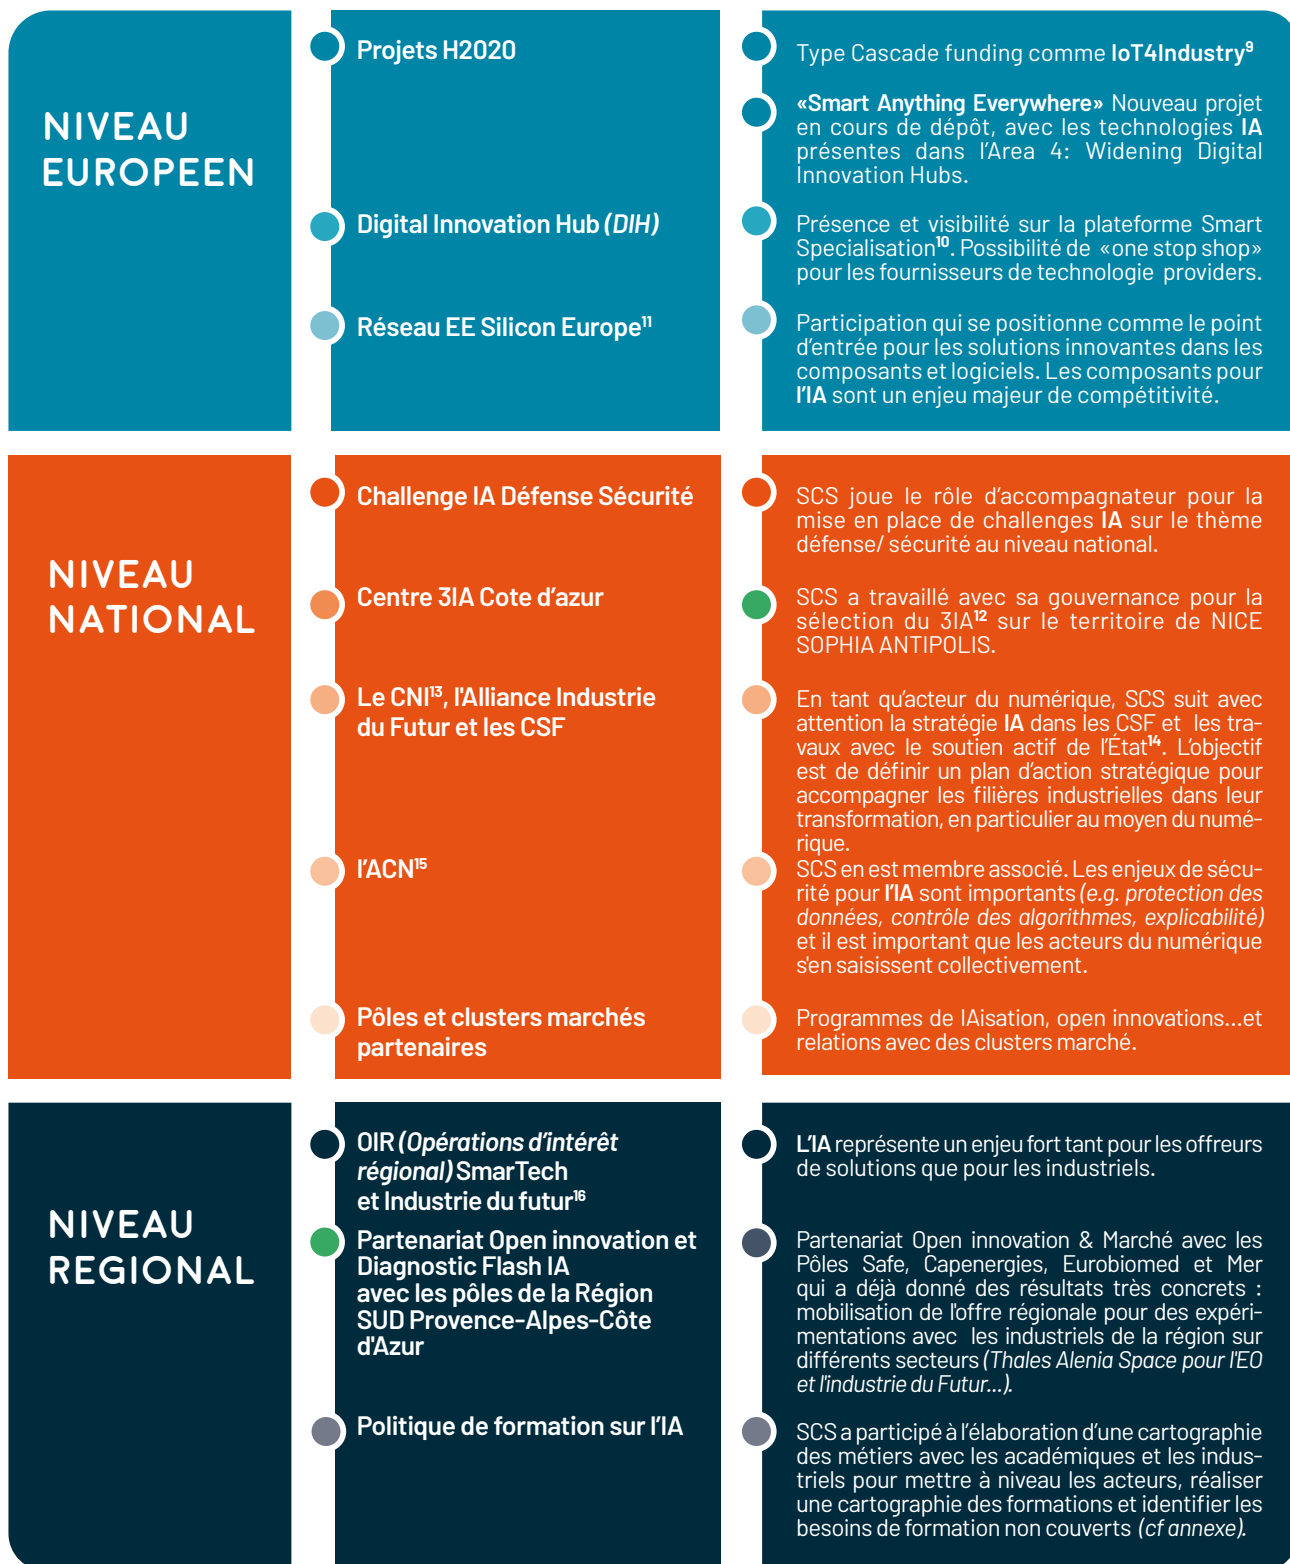 NIVEAU
EUROPEEN
Projets H2020
Type Cascade funding comme IoT4Industry⁹
«Smart Anything Everywhere» Nouveau projet
en cours de dépôt, avec les technologies IA
présentes dans l'Area 4: Widening Digital
Innovation Hubs.
Digital Innovation Hub (DIH)
Présence et visibilité sur la plateforme Smart
Specialisation¹⁰. Possibilité de «one stop shop»
pour les fournisseurs de technologie providers.
Réseau EE Silicon Europe¹¹
Participation qui se positionne comme le point
d'entrée pour les solutions innovantes dans les
composants et logiciels. Les composants pour
l'IA sont un enjeu majeur de compétitivité.
NIVEAU
NATIONAL
Challenge IA Défense Sécurité
SCS joue le rôle d'accompagnateur pour la
mise en place de challenges IA sur le thème
défense/ sécurité au niveau national.
Centre 3IA Cote d'azur
SCS a travaillé avec sa gouvernance pour la
sélection du 3IA¹² sur le territoire de NICE
SOPHIA ANTIPOLIS.
Le CNI¹³, l'Alliance Industrie
du Futur et les CSF
En tant qu'acteur du numérique, SCS suit avec
attention la stratégie IA dans les CSF et les tra-
vaux avec le soutien actif de l'État¹⁴. L'objectif
est de définir un plan d'action stratégique pour
accompagner les filières industrielles dans leur
transformation, en particulier au moyen du numé-
rique.
l'ACN¹⁵
SCS en est membre associé. Les enjeux de sécu-
rité pour l'IA sont importants (e.g. protection des
données, contrôle des algorithmes, explicabilité)
et il est important que les acteurs du numérique
s'en saisissent collectivement.
Pôles et clusters marchés
partenaires
Programmes de IAisation, open innovations...et
relations avec des clusters marché.
NIVEAU
REGIONAL
OIR (Opérations d'intérêt
régional) SmarTech
et Industrie du futur¹⁶
L'IA représente un enjeu fort tant pour les offreurs
de solutions que pour les industriels.
Partenariat Open innovation et
Diagnostic Flash IA
avec les pôles de la Région
SUD Provence-Alpes-Côte
d'Azur
Partenariat Open innovation & Marché avec les
Pôles Safe, Capenergies, Eurobiomed et Mer
qui a déjà donné des résultats très concrets :
mobilisation de l'offre régionale pour des expéri-
mentations avec les industriels de la région sur
différents secteurs (Thales Alenia Space pour l'EO
et l'industrie du Futur...).
Politique de formation sur l'IA
SCS a participé à l'élaboration d'une cartographie
des métiers avec les académiques et les indus-
triels pour mettre à niveau les acteurs, réaliser
une cartographie des formations et identifier les
besoins de formation non couverts (cf annexe).